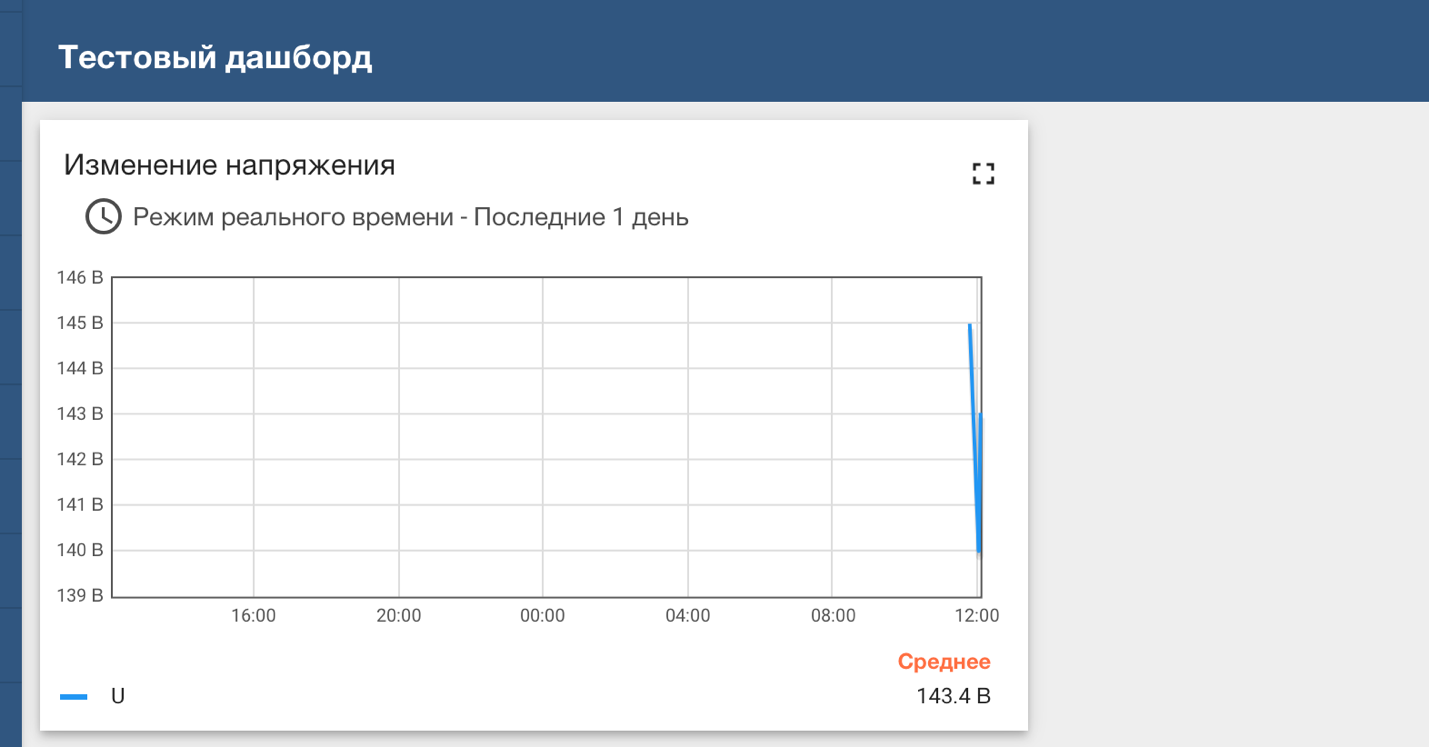 Тестовый дашборд
Изменение напряжения
Режим реального времени - Последние 1 день
146 В
145 В
144 В
143 В
142 В
141 В
140 В
139 В
16:00 20:00 00:00 04:00 08:00 12:00
Среднее
U 143.4 В